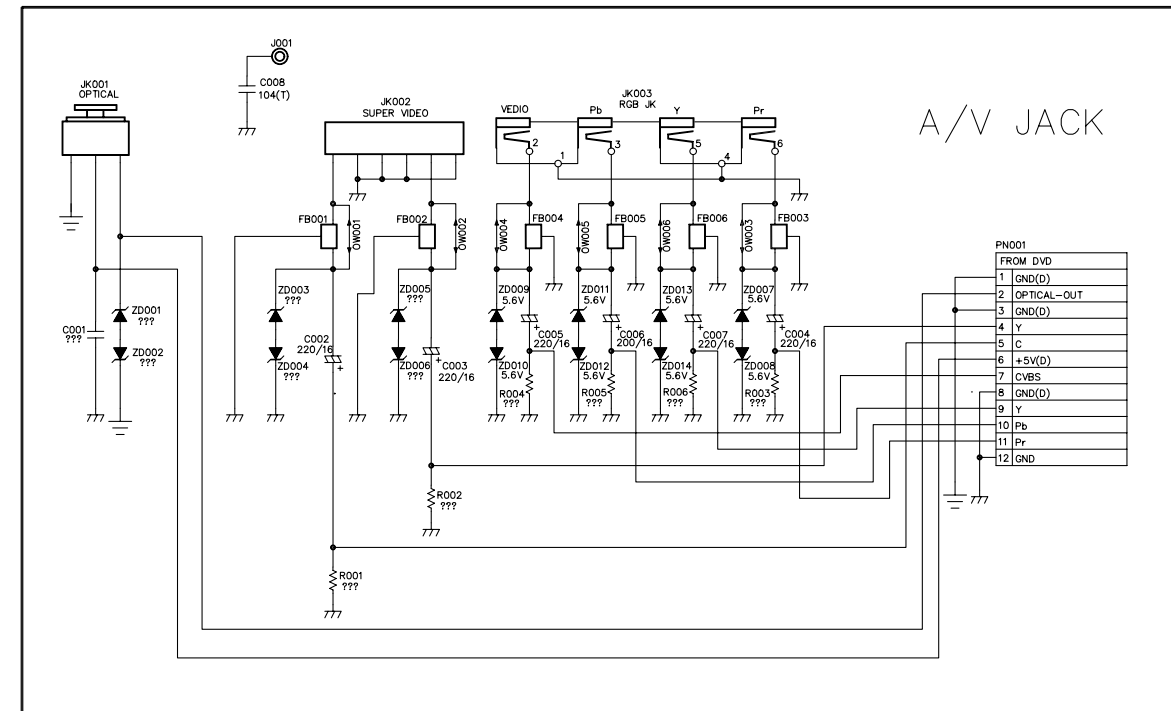 J001
C008
104(T)
JK001
OPTICAL
JK002
SUPER VIDEO
JK003
RGB JK
VEDIO
Pb
Y
Pr
A/V JACK
2
1
3
5
4
6
FB001
OW001
FB002
OW002
OW004
FB004
OW005
FB005
OW006
FB006
OW003
FB003
ZD003
???
ZD005
???
ZD009
5.6V
ZD011
5.6V
ZD013
5.6V
ZD007
5.6V
C001
???
ZD001
???
ZD002
???
C002
220/16
+
ZD004
???
ZD006
???
+
C003
220/16
+
C005
220/16
+
C006
200/16
+
C007
220/16
+
C004
220/16
ZD010
5.6V
ZD012
5.6V
ZD014
5.6V
ZD008
5.6V
R004
???
R005
???
R006
???
R003
???
R002
???
R001
???
PN001
FROM DVD
1 GND(D)
2 OPTICAL-OUT
3 GND(D)
4 Y
5 C
6 +5V(D)
7 CVBS
8 GND(D)
9 Y
10 Pb
11 Pr
12 GND